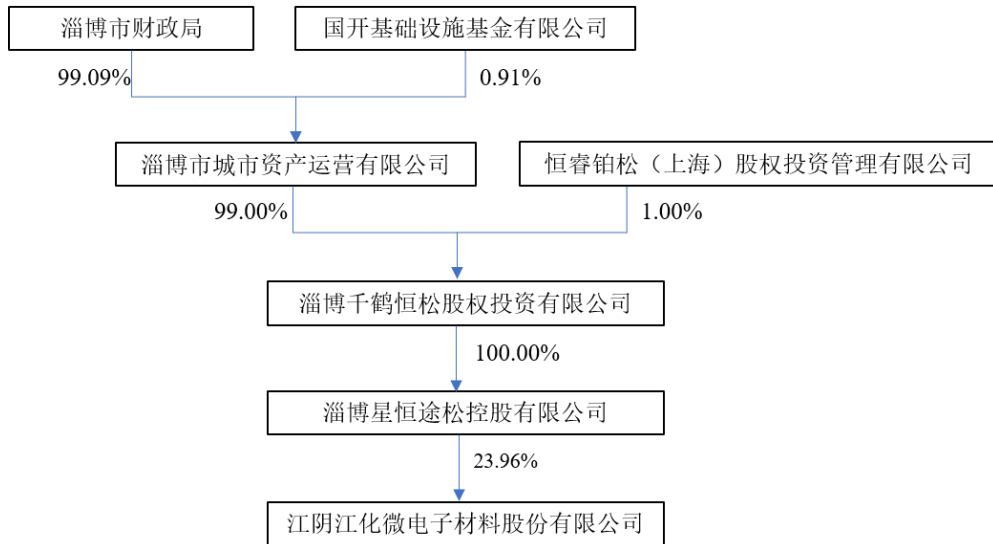 淄博市财政局
国开基础设施基金有限公司
99.09%
0.91%
淄博市城市资产运营有限公司
恒睿铂松（上海）股权投资管理有限公司
99.00%
1.00%
淄博千鹤恒松股权投资有限公司
100.00%
淄博星恒途松控股有限公司
23.96%
江阴江化微电子材料股份有限公司